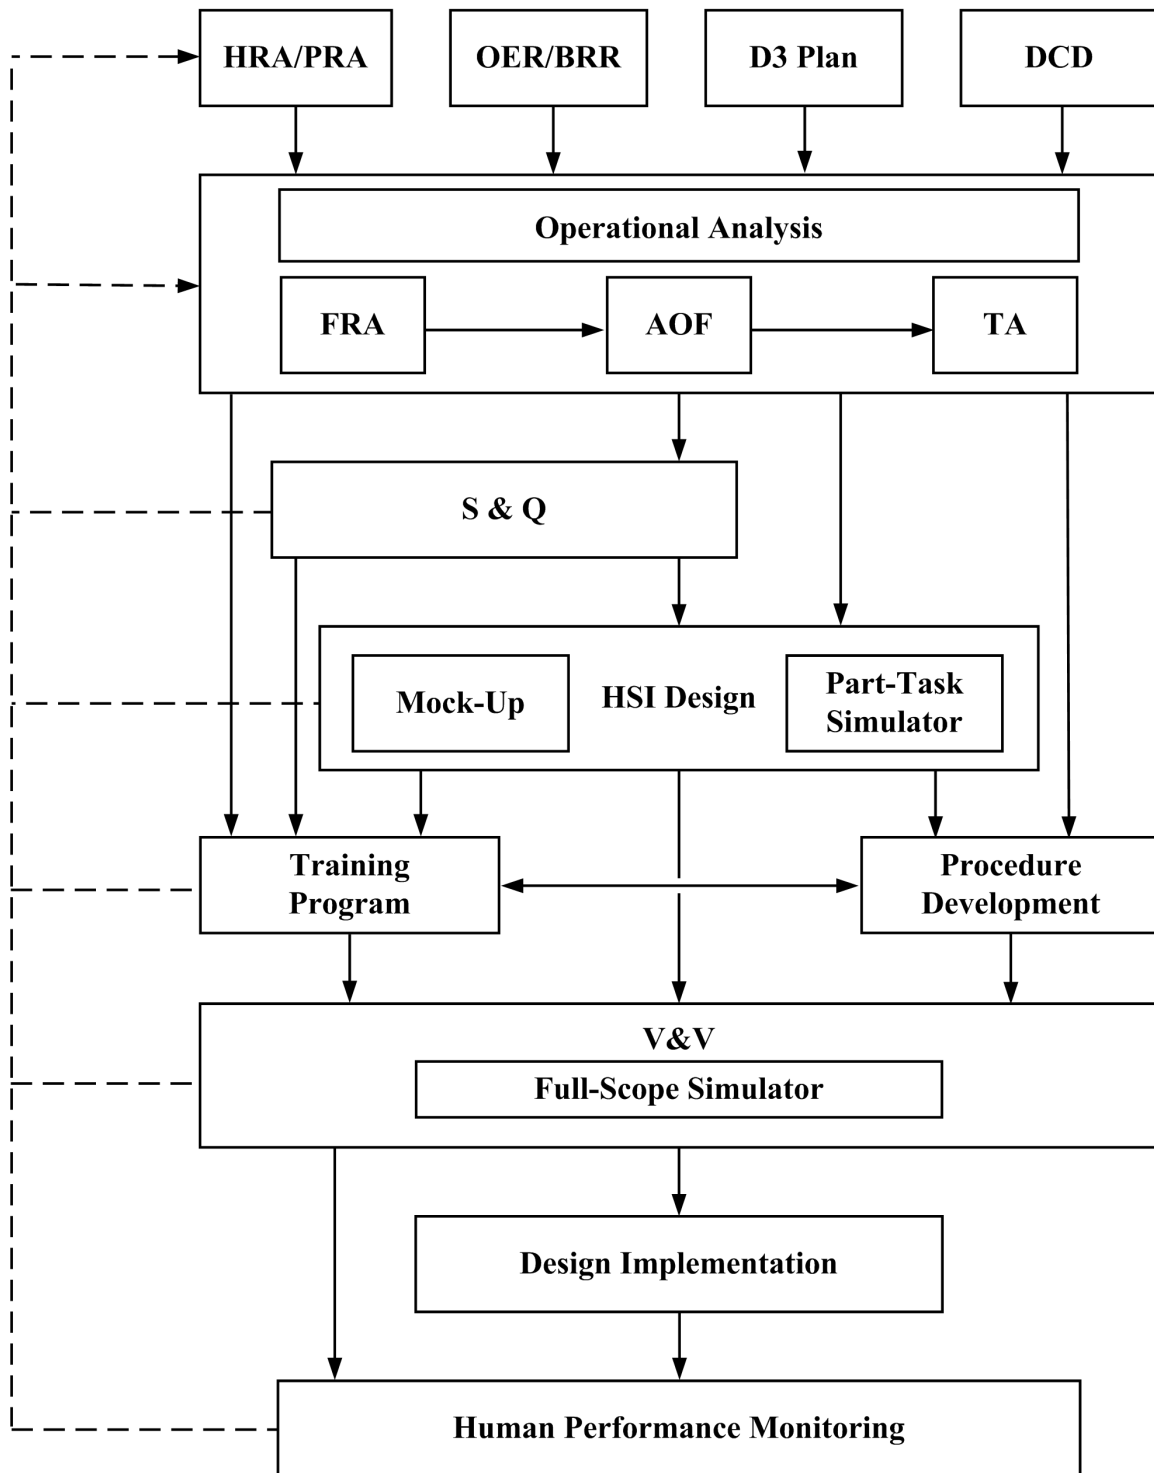 HRA/PRA
OER/BRR
D3 Plan
DCD
Operational Analysis
FRA
AOF
TA
S & Q
Mock-Up
HSI Design
Part-Task
Simulator
Training
Program
Procedure
Development
V&V
Full-Scope Simulator
Design Implementation
Human Performance Monitoring